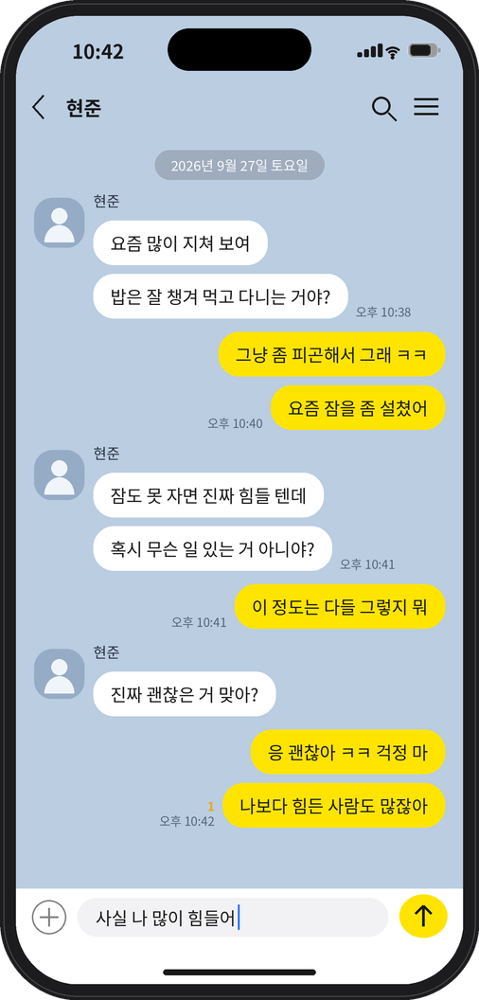 10:42
현준
2026년 9월 27일 토요일
현준
요즘 많이 지쳐 보여
밥은 잘 챙겨 먹고 다니는 거야?
오후 10:38
그냥 좀 피곤해서 그래 ㅋㅋ
요즘 잠을 좀 설쳤어
오후 10:40
현준
잠도 못 자면 진짜 힘들 텐데
혹시 무슨 일 있는 거 아니야?
오후 10:41
이 정도는 다들 그렇지 뭐
오후 10:41
현준
진짜 괜찮은 거 맞아?
응 괜찮아 ㅋㅋ 걱정 마
나보다 힘든 사람도 많잖아
1
오후 10:42
사실 나 많이 힘들어